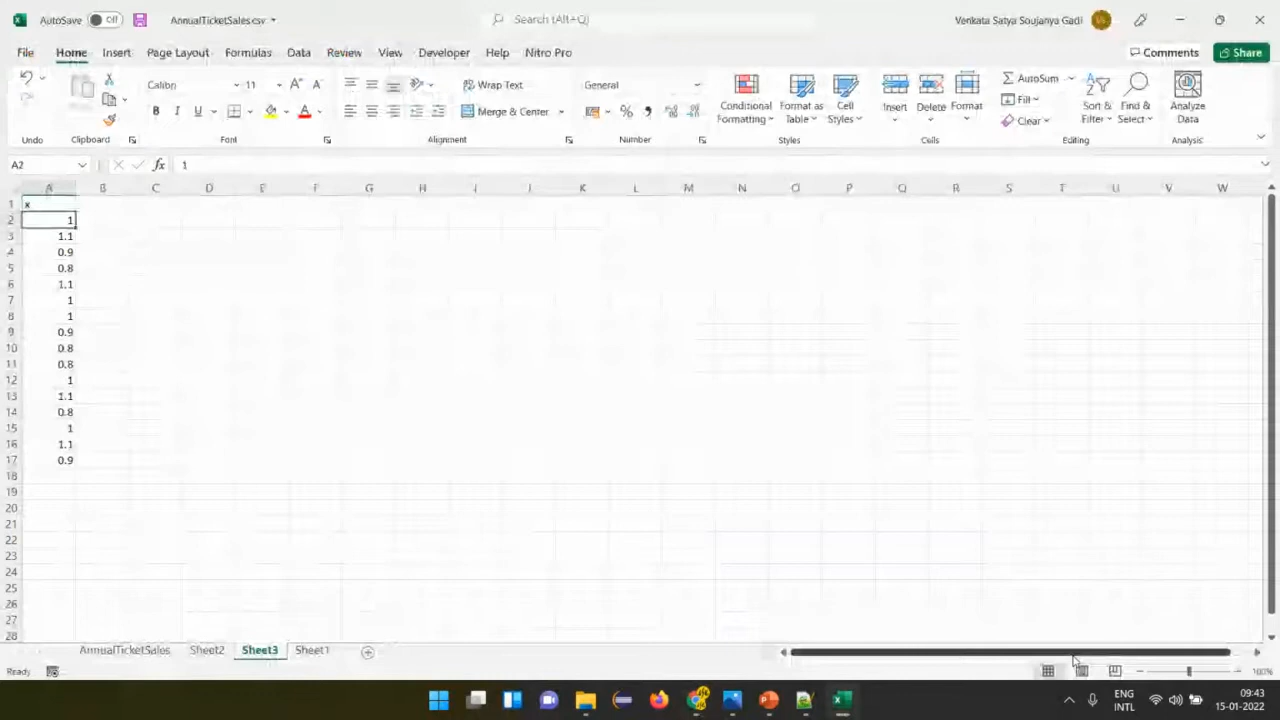 AutoSave Off AnnualTicketSales.csv Search (Alt+Q) Venkata Satya Soujanya Gadi
File Home Insert Page Layout Formulas Data Review View Developer Help Nitro Pro Comments Share
Calibri 11 Wrap Text General AutoSum
Merge & Center Conditional Formatting Format as Table Cell Styles Insert Delete Format Fill Sort & Filter Find & Select Analyze Data
Clear
Undo Clipboard Font Alignment Number Styles Cells Editing Analysis
A2 fx 1
A B C D E F G H I J K L M N O P Q R S T U V W
1 x
2 1
3 1.1
4 0.9
5 0.8
6 1.1
7 1
8 1
9 0.9
10 0.8
11 0.8
12 1
13 1.1
14 0.8
15 1
16 1.1
17 0.9
18
19
20
21
22
23
24
25
26
27
28
AnnualTicketSales Sheet2 Sheet3 Sheet1
Ready 100%
ENG 09:43
INTL 15-01-2022